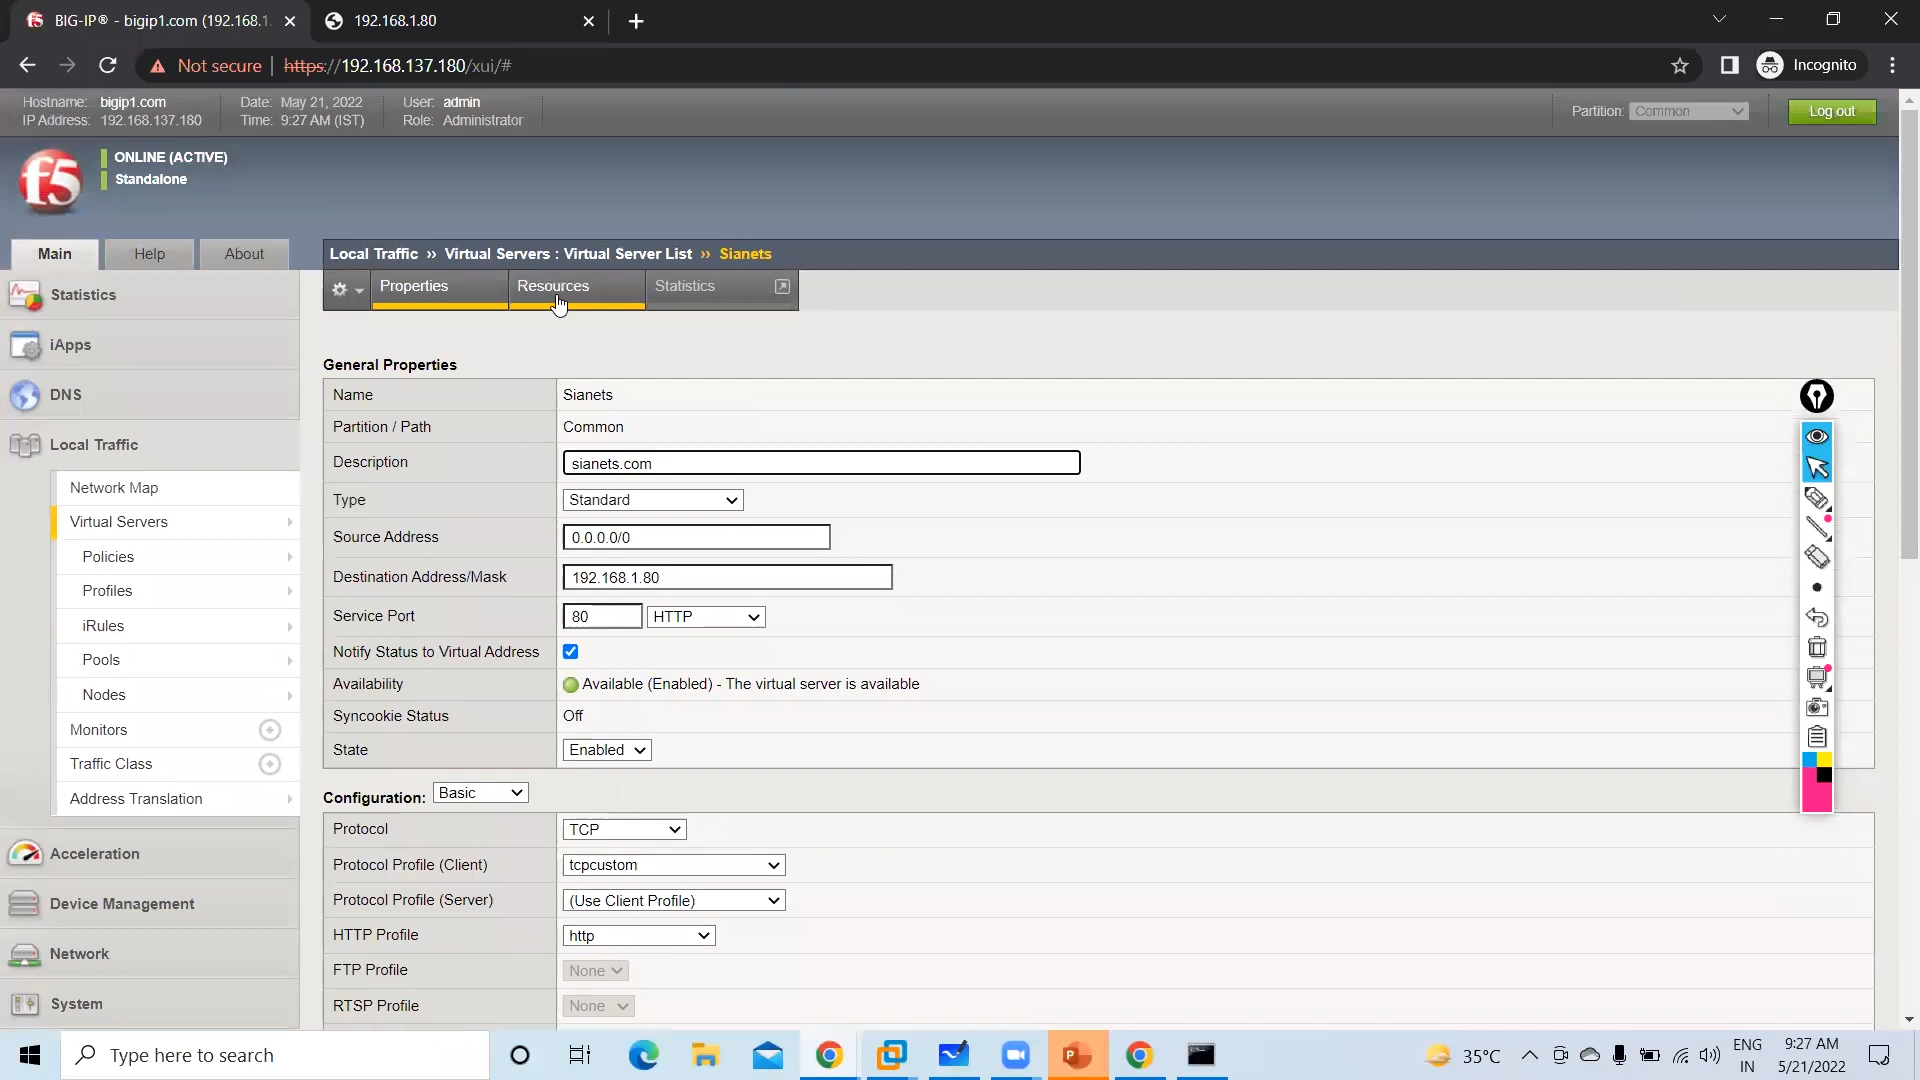 BIG-IP® - bigip1.com (192.168.1.
192.168.1.80
Not secure
https://192.168.137.180/xui/#
Incognito
Hostname: bigip1.com
Date: May 21, 2022
User: admin
IP Address: 192.168.137.180
Time: 9:27 AM (IST)
Role: Administrator
Partition: Common
Log out
f5
ONLINE (ACTIVE)
Standalone
Main
Help
About
Local Traffic ›› Virtual Servers : Virtual Server List ›› Sianets
Properties
Resources
Statistics
Statistics
iApps
DNS
Local Traffic
Network Map
Virtual Servers
Policies
Profiles
iRules
Pools
Nodes
Monitors
Traffic Class
Address Translation
Acceleration
Device Management
Network
System
General Properties
Name Sianets
Partition / Path Common
Description sianets.com
Type Standard
Source Address 0.0.0.0/0
Destination Address/Mask 192.168.1.80
Service Port 80 HTTP
Notify Status to Virtual Address
Availability Available (Enabled) - The virtual server is available
Syncookie Status Off
State Enabled
Configuration: Basic
Protocol TCP
Protocol Profile (Client) tcpcustom
Protocol Profile (Server) (Use Client Profile)
HTTP Profile http
FTP Profile None
RTSP Profile None
Type here to search
35°C
ENG
IN
9:27 AM
5/21/2022